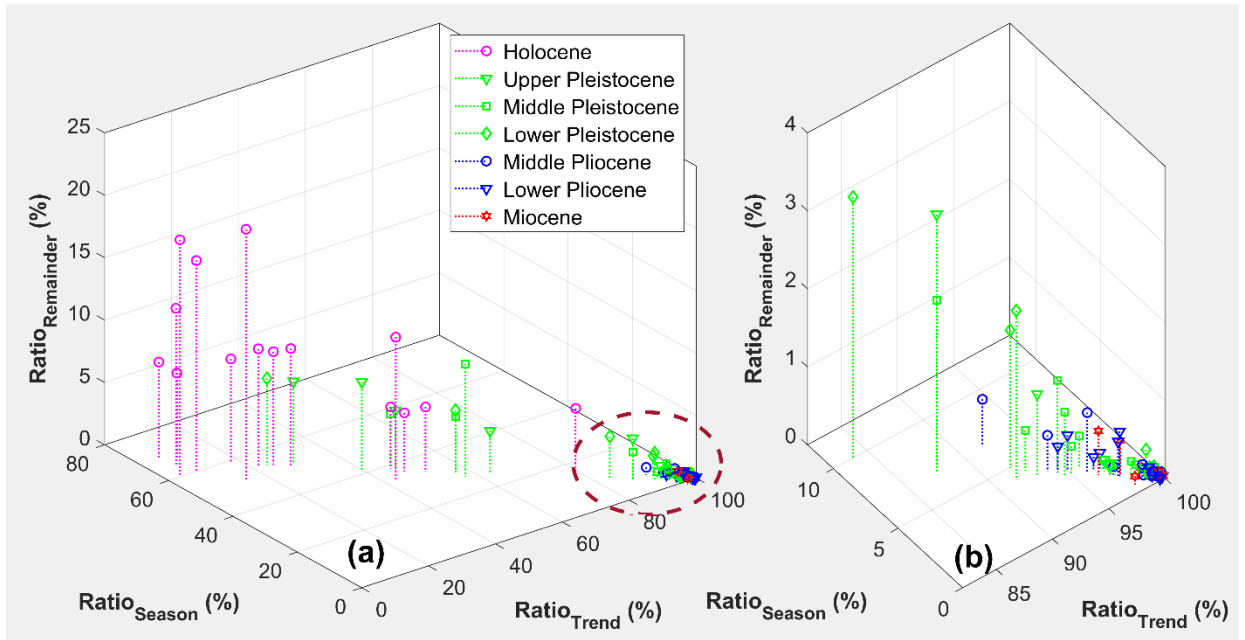 Holocene
Upper Pleistocene
Middle Pleistocene
Lower Pleistocene
Middle Pliocene
Lower Pliocene
Miocene
25
20
15
10
5
0
Ratio_Remainder (%)
80
60
40
20
0
Ratio_Season (%)
0
20
40
60
80
100
Ratio_Trend (%)
(a)
4
3
2
1
0
Ratio_Remainder (%)
10
5
0
Ratio_Season (%)
85
90
95
100
Ratio_Trend (%)
(b)